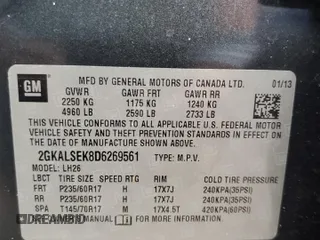 GM
MFD BY GENERAL MOTORS OF CANADA LTD. 01/13
GVWR GAWR FRT GAWR RR
2250 KG 1175 KG 1240 KG
4960 LB 2590 LB 2733 LB
THIS VEHICLE CONFORMS TO ALL APPLICABLE U.S. FEDERAL
MOTOR VEHICLE SAFETY, BUMPER, AND THEFT PREVENTION
STANDARDS IN EFFECT ON THE DATE OF MANUFACTURE SHOWN ABOVE.
2GKALSEK8D6269561 TYPE: M.P.V.
MODEL: LH26
LBCT TIRE SIZE SPEED RTG RIM COLD TIRE PRESSURE
FRT P235/60R17 H 17X7J 240KPA(35PSI)
RR P235/60R17 H 17X7J 240KPA(35PSI)
SPA T145/70R17 M 17X4.5T 420KPA(60PSI)
DREAMBID